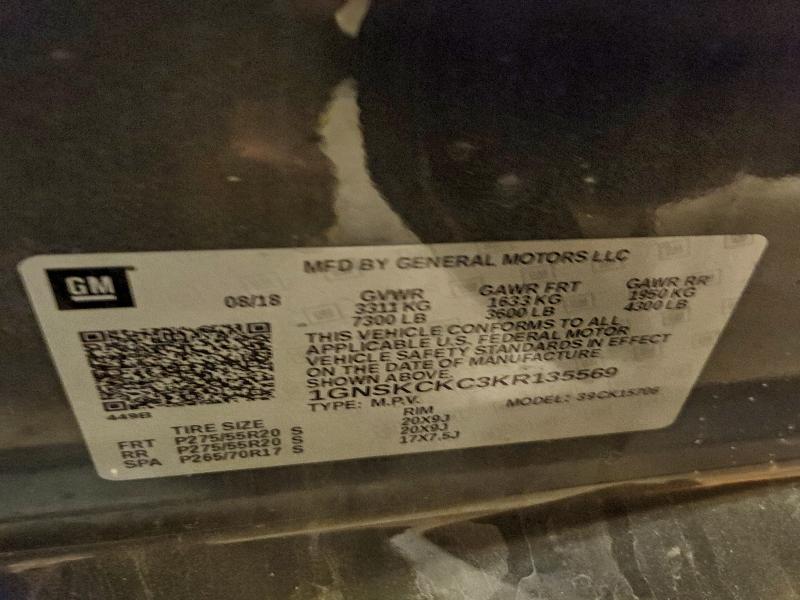 MFD BY GENERAL MOTORS LLC
GM
08/18
GVWR GAWR FRT GAWR RR
3311 KG 1633 KG 1950 KG
7300 LB 3600 LB 4300 LB
THIS VEHICLE CONFORMS TO ALL
APPLICABLE U.S. FEDERAL MOTOR
VEHICLE SAFETY STANDARDS IN EFFECT
ON THE DATE OF MANUFACTURE
SHOWN ABOVE.
1GNSKCKC3KR135569
TYPE: M.P.V. MODEL: 39CK15706
449B
TIRE SIZE RIM
FRT P275/55R20 S 20X9J
RR P275/55R20 S 20X9J
SPA P265/70R17 S 17X7.5J